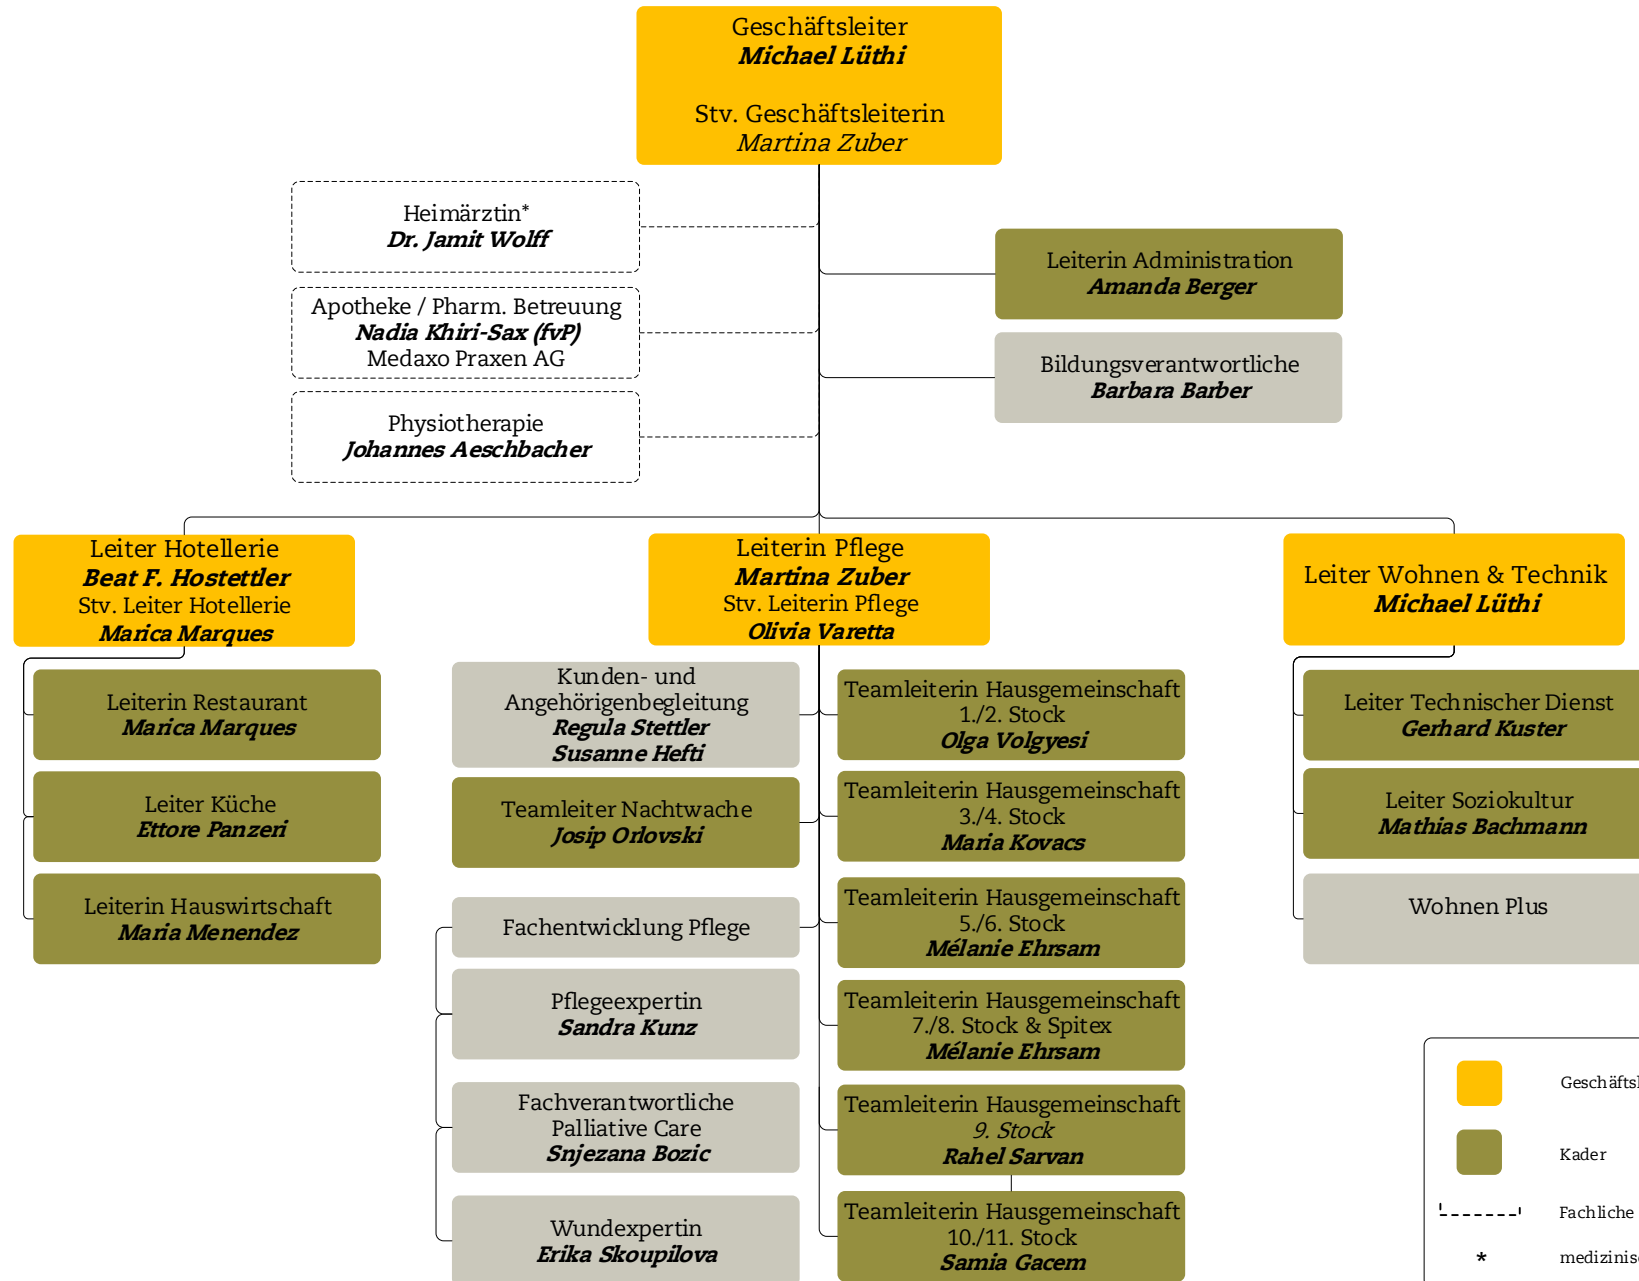 Geschäftsleiter
Michael Lüthi
Stv. Geschäftsleiterin
Martina Zuber
Heimärztin*
Dr. Jamit Wolff
Apotheke / Pharm. Betreuung
Nadia Khiri-Sax (fvP)
Medaxo Praxen AG
Physiotherapie
Johannes Aeschbacher
Leiterin Administration
Amanda Berger
Bildungsverantwortliche
Barbara Barber
Leiter Hotellerie
Beat F. Hostettler
Stv. Leiter Hotellerie
Marica Marques
Leiterin Restaurant
Marica Marques
Leiter Küche
Ettore Panzeri
Leiterin Hauswirtschaft
Maria Menendez
Leiterin Pflege
Martina Zuber
Stv. Leiterin Pflege
Olivia Varetta
Kunden- und
Angehörigenbegleitung
Regula Stettler
Susanne Hefti
Teamleiter Nachtwache
Josip Orlovski
Fachentwicklung Pflege
Pflegeexpertin
Sandra Kunz
Fachverantwortliche
Palliative Care
Snjezana Bozic
Wundexpertin
Erika Skoupilova
Teamleiterin Hausgemeinschaft
1./2. Stock
Olga Volgyesi
Teamleiterin Hausgemeinschaft
3./4. Stock
Maria Kovacs
Teamleiterin Hausgemeinschaft
5./6. Stock
Mélanie Ehrsam
Teamleiterin Hausgemeinschaft
7./8. Stock & Spitex
Mélanie Ehrsam
Teamleiterin Hausgemeinschaft
9. Stock
Rahel Sarvan
Teamleiterin Hausgemeinschaft
10./11. Stock
Samia Gacem
Leiter Wohnen & Technik
Michael Lüthi
Leiter Technischer Dienst
Gerhard Kuster
Leiter Soziokultur
Mathias Bachmann
Wohnen Plus
Kader
Fachliche
*